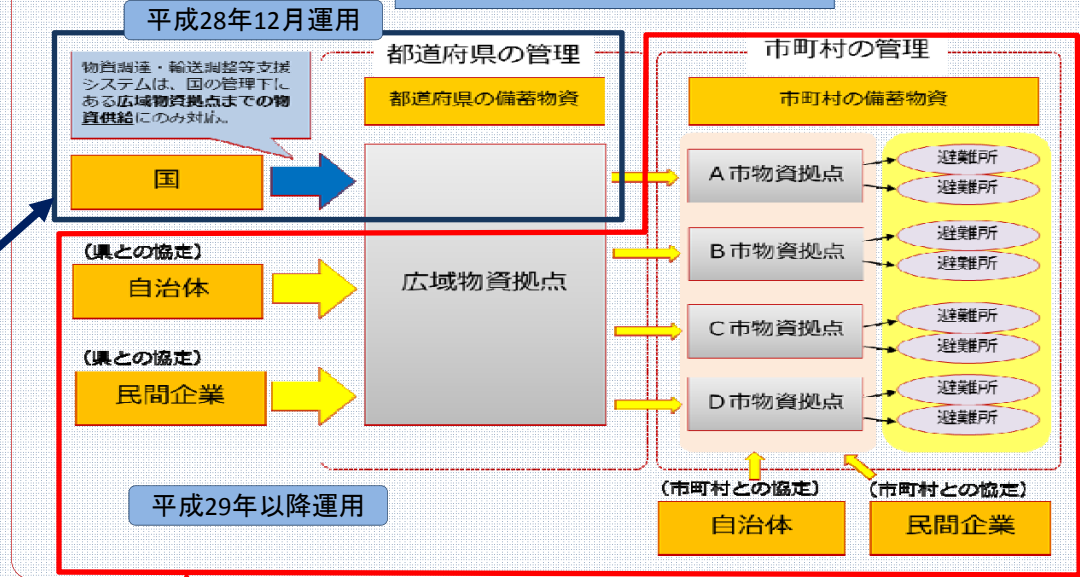 平成28年12月運用
物資調達・輸送調整等支援
システムは、国の管理下に
ある広域物資拠点までの物
資供給にのみ対応。
国
都道府県の管理
都道府県の備蓄物資
広域物資拠点
市町村の管理
市町村の備蓄物資
A市物資拠点
避難所
避難所
B市物資拠点
避難所
避難所
C市物資拠点
避難所
避難所
D市物資拠点
避難所
避難所
(県との協定)
自治体
(県との協定)
民間企業
平成29年以降運用
(市町村との協定)
自治体
(市町村との協定)
民間企業